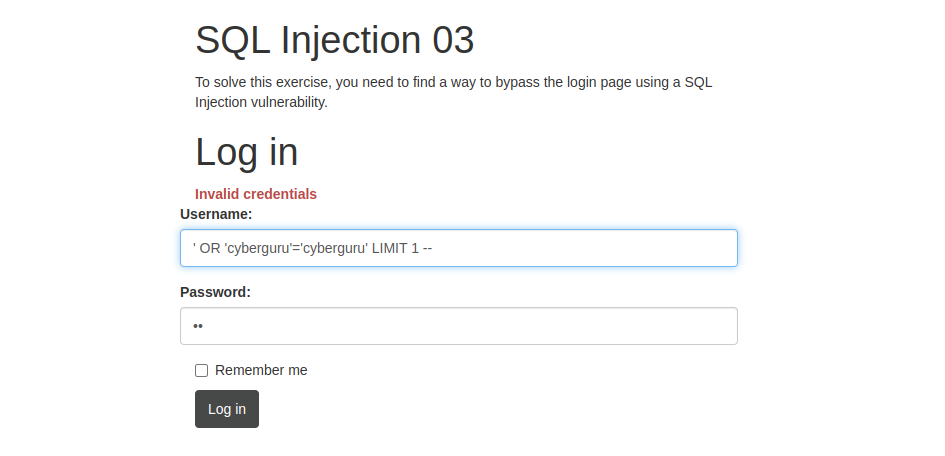 SQL Injection 03
To solve this exercise, you need to find a way to bypass the login page using a SQL
Injection vulnerability.
Log in
Invalid credentials
Username:
' OR 'cyberguru'='cyberguru' LIMIT 1 --
Password:
••
Remember me
Log in